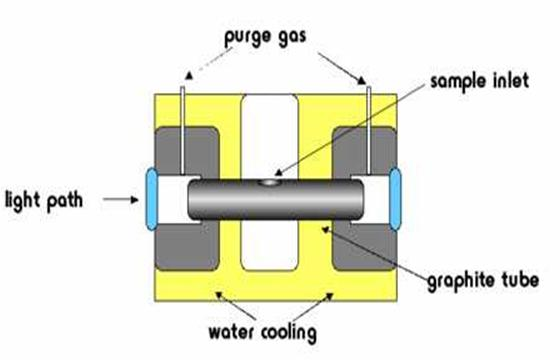 purge gas
sample inlet
light path
graphite tube
water cooling